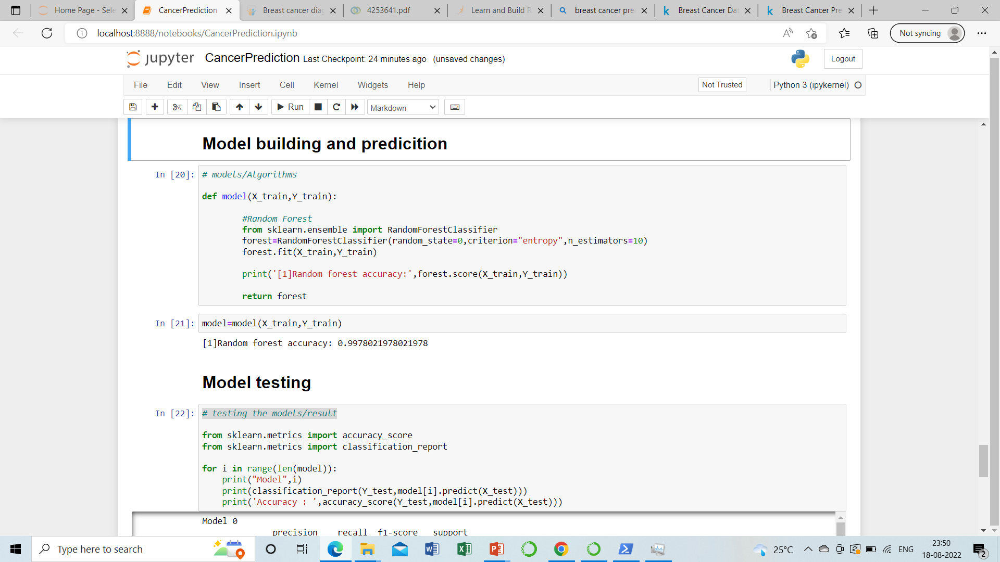 Home Page - Sele
CancerPrediction
Breast cancer diag
4253641.pdf
Learn and Build R
breast cancer pre
Breast Cancer Dat
Breast Cancer Pre
localhost:8888/notebooks/CancerPrediction.ipynb
Not syncing
jupyter CancerPrediction Last Checkpoint: 24 minutes ago (unsaved changes)
Logout
File Edit View Insert Cell Kernel Widgets Help
Not Trusted
Python 3 (ipykernel)
Run
Markdown
Model building and predicition
In [20]: # models/Algorithms
def model(X_train,Y_train):
#Random Forest
from sklearn.ensemble import RandomForestClassifier
forest=RandomForestClassifier(random_state=0,criterion="entropy",n_estimators=10)
forest.fit(X_train,Y_train)
print('[1]Random forest accuracy:',forest.score(X_train,Y_train))
return forest
In [21]: model=model(X_train,Y_train)
[1]Random forest accuracy: 0.9978021978021978
Model testing
In [22]: # testing the models/result
from sklearn.metrics import accuracy_score
from sklearn.metrics import classification_report
for i in range(len(model)):
print("Model",i)
print(classification_report(Y_test,model[i].predict(X_test)))
print('Accuracy : ',accuracy_score(Y_test,model[i].predict(X_test)))
Model 0
precision recall f1-score support
Type here to search
25°C
ENG
23:50
18-08-2022
2